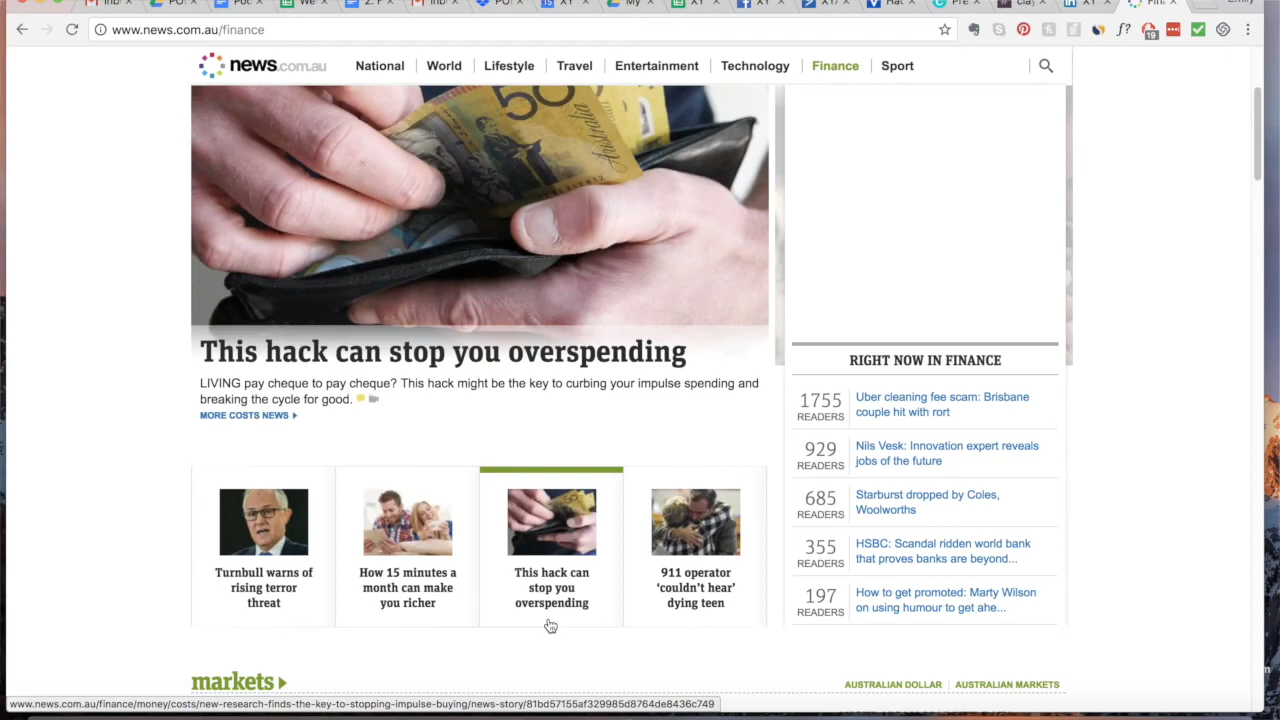 www.news.com.au/finance
19
news.com.au
National
World
Lifestyle
Travel
Entertainment
Technology
Finance
Sport
50
Australia
This hack can stop you overspending
LIVING pay cheque to pay cheque? This hack might be the key to curbing your impulse spending and
breaking the cycle for good.
MORE COSTS NEWS
RIGHT NOW IN FINANCE
1755
READERS
Uber cleaning fee scam: Brisbane
couple hit with rort
929
READERS
Nils Vesk: Innovation expert reveals
jobs of the future
685
READERS
Starburst dropped by Coles,
Woolworths
355
READERS
HSBC: Scandal ridden world bank
that proves banks are beyond...
197
READERS
How to get promoted: Marty Wilson
on using humour to get ahe...
Turnbull warns of
rising terror
threat
How 15 minutes a
month can make
you richer
This hack can
stop you
overspending
911 operator
‘couldn’t hear’
dying teen
markets
AUSTRALIAN DOLLAR
AUSTRALIAN MARKETS
www.news.com.au/finance/money/costs/new-research-finds-the-key-to-stopping-impulse-buying/news-story/81bd57155af329985d8764de8436c749